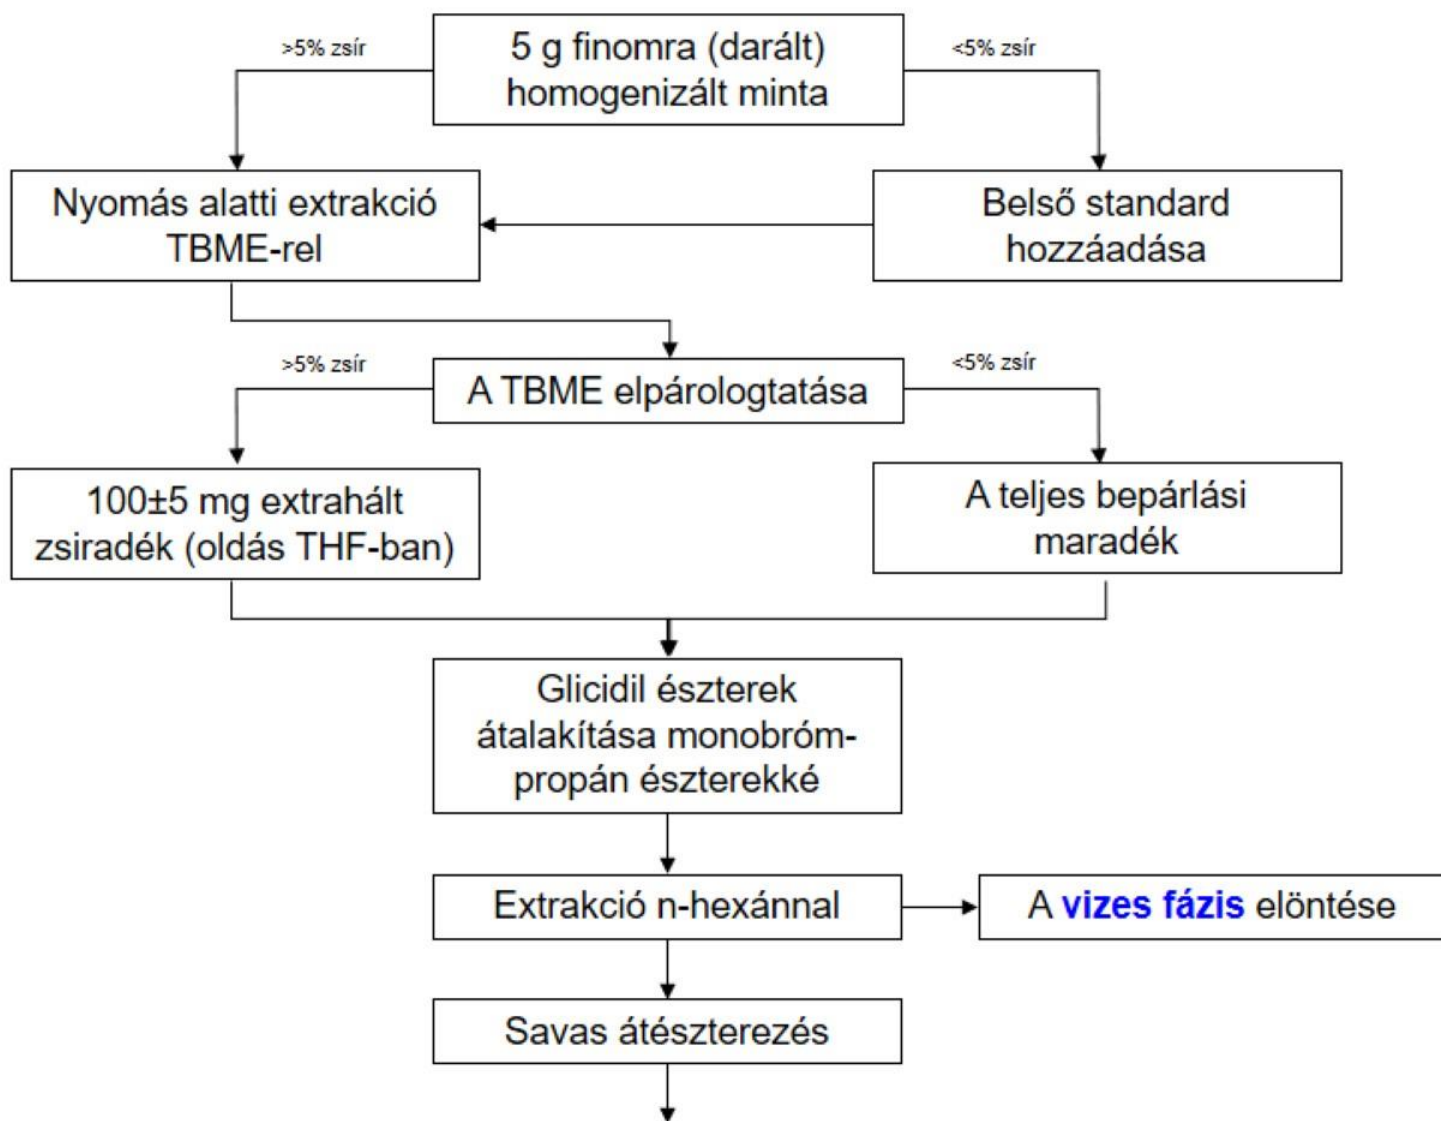 >5% zsír
5 g finomra (darált)
homogenizált minta
<5% zsír
Nyomás alatti extrakció
TBME-rel
Belső standard
hozzáadása
>5% zsír
A TBME elpárologtatása
<5% zsír
100±5 mg extrahált
zsiradék (oldás THF-ban)
A teljes bepárlási
maradék
Glicidil észterek
átalakítása monobróm-
propán észterekké
Extrakció n-hexánnal
A vizes fázis elöntése
Savas átészterezés